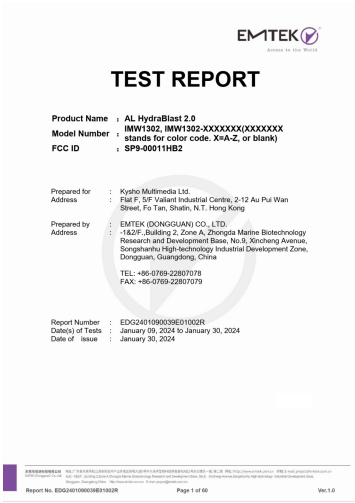 EMTEK
Access to the World
TEST REPORT
Product Name : AL HydraBlast 2.0
Model Number : IMW1302, IMW1302-XXXXXXX(XXXXXXX
stands for color code. X=A-Z, or blank)
FCC ID : SP9-00011HB2
Prepared for : Kysho Multimedia Ltd.
Address : Flat F, 5/F Valiant Industrial Centre, 2-12 Au Pui Wan
Street, Fo Tan, Shatin, N.T. Hong Kong
Prepared by : EMTEK (DONGGUAN) CO., LTD.
Address : -1&2/F.,Building 2, Zone A, Zhongda Marine Biotechnology
Research and Development Base, No.9, Xincheng Avenue,
Songshanhu High-technology Industrial Development Zone,
Dongguan, Guangdong, China
TEL: +86-0769-22807078
FAX: +86-0769-22807079
Report Number : EDG2401090039E01002R
Date(s) of Tests : January 09, 2024 to January 30, 2024
Date of issue : January 30, 2024
Report No. EDG2401090039E01002R Page 1 of 60 Ver.1.0